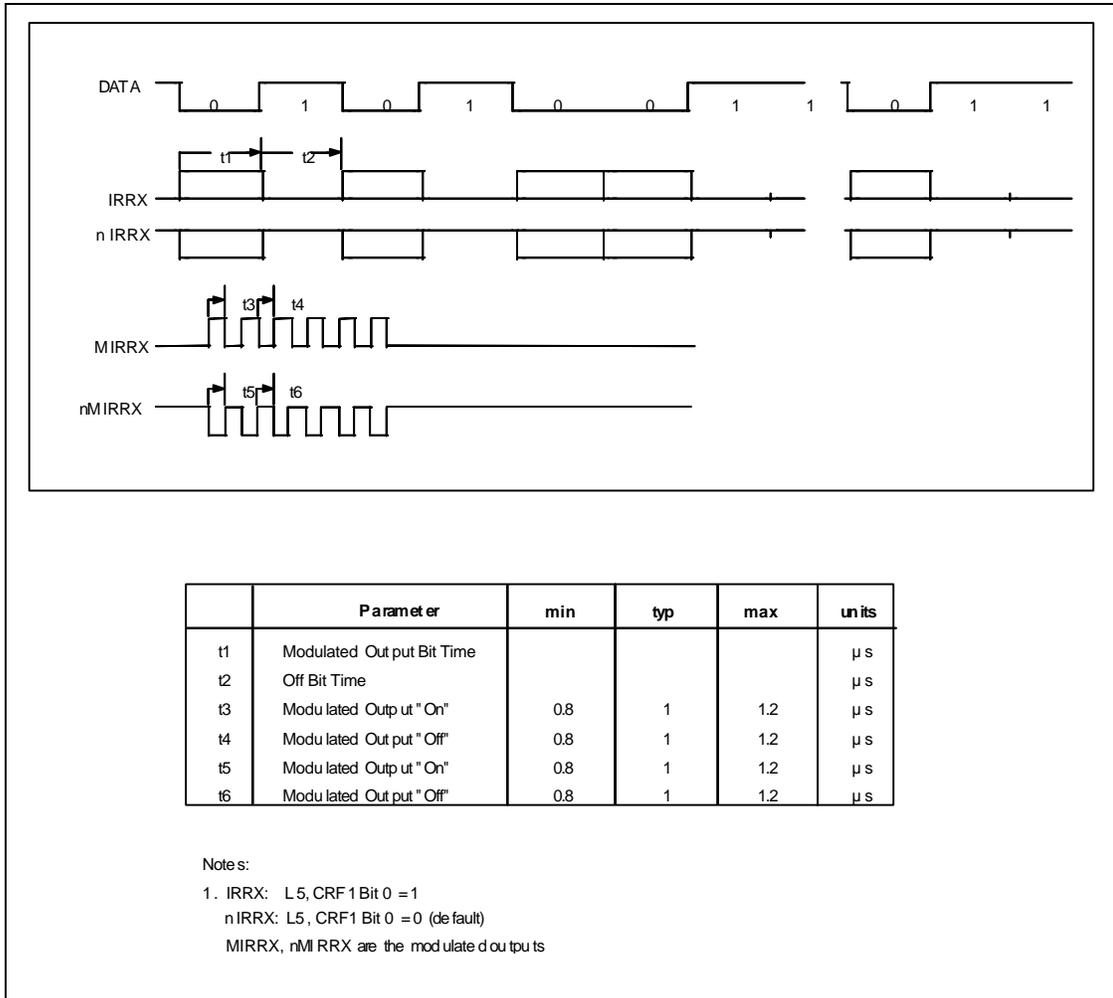 DATA
0 1 0 1 0 0 1 1 0 1 1
t1 t2
IRRX
nIRRX
t3 t4
MIRRX
t5 t6
nMIRRX
Parameter min typ max units
t1 Modulated Output Bit Time µs
t2 Off Bit Time µs
t3 Modulated Output "On" 0.8 1 1.2 µs
t4 Modulated Output "Off" 0.8 1 1.2 µs
t5 Modulated Output "On" 0.8 1 1.2 µs
t6 Modulated Output "Off" 0.8 1 1.2 µs
Notes:
1. IRRX: L5, CRF1 Bit 0 = 1
nIRRX: L5, CRF1 Bit 0 = 0 (default)
MIRRX, nMIRRX are the modulated outputs